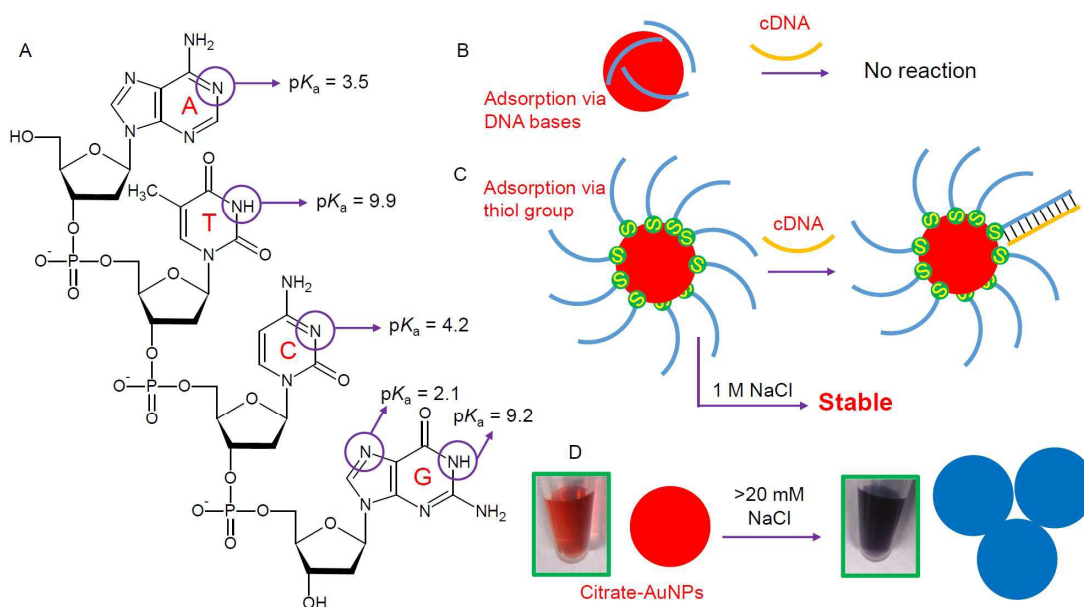 A
NH₂
N
N
N
N
A
pKₐ = 3.5
HO
O
O
O
H₃C
NH
T
N
O
pKₐ = 9.9
O
⁻O
P
O
O
O
NH₂
N
C
N
O
pKₐ = 4.2
O
⁻O
P
O
O
O
pKₐ = 2.1
pKₐ = 9.2
O
N
NH
G
N
N
NH₂
O
⁻O
P
O
O
O
OH
B
Adsorption via
DNA bases
cDNA
No reaction
C
Adsorption via
thiol group
S
S
S
S
S
S
S
S
S
S
S
cDNA
S
S
S
S
S
S
S
S
S
S
S
1 M NaCl
Stable
D
Citrate-AuNPs
>20 mM
NaCl